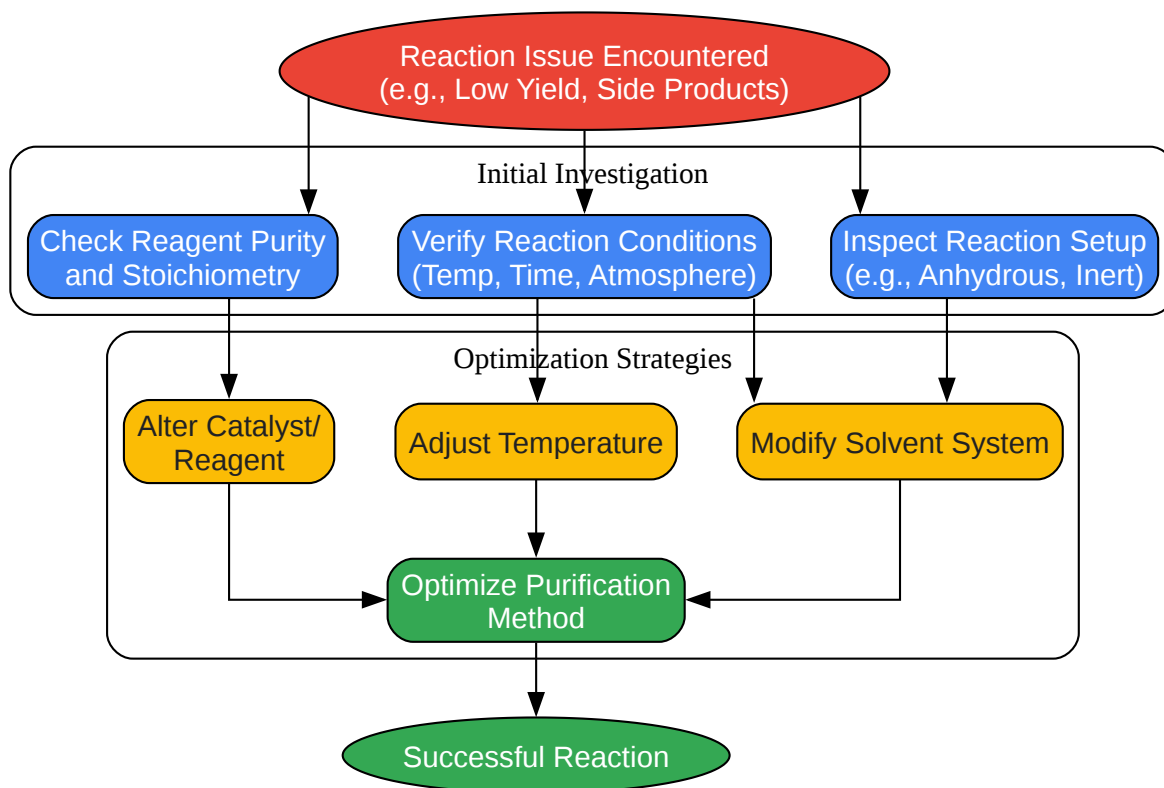 Reaction Issue Encountered
(e.g., Low Yield, Side Products)
Initial Investigation
Check Reagent Purity
and Stoichiometry
Verify Reaction Conditions
(Temp, Time, Atmosphere)
Inspect Reaction Setup
(e.g., Anhydrous, Inert)
Optimization Strategies
Alter Catalyst/
Reagent
Adjust Temperature
Modify Solvent System
Optimize Purification
Method
Successful Reaction